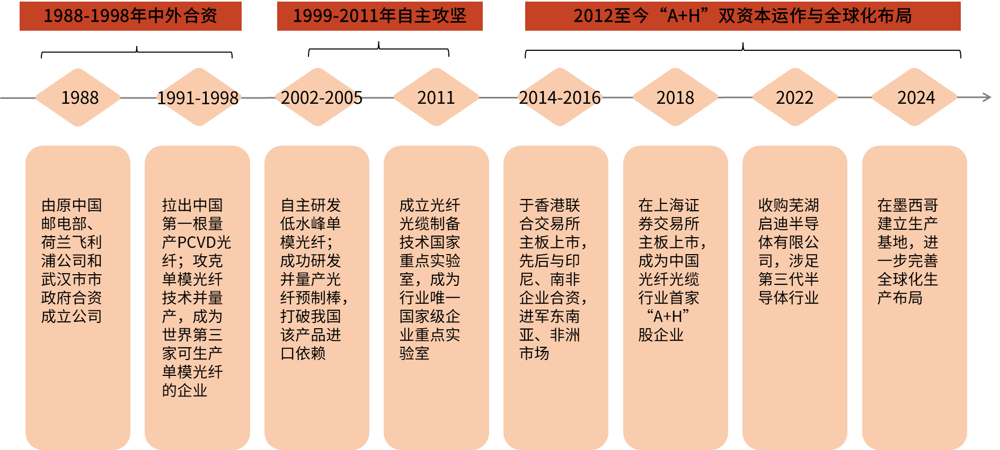 1988-1998年中外合资
1999-2011年自主攻坚
2012至今“A+H”双资本运作与全球化布局
1988
1991-1998
2002-2005
2011
2014-2016
2018
2022
2024
由原中国
邮电部、
荷兰飞利
浦公司和
武汉市市
政府合资
成立公司
拉出中国
第一根量
产PCVD光
纤；攻克
单模光纤
技术并量
产，成为
世界第三
家可生产
单模光纤
的企业
自主研发
低水峰单
模光纤；
成功研发
并量产光
纤预制棒，
打破我国
该产品进
口依赖
成立光纤
光缆制备
技术国家
重点实验
室，成为
行业唯一
国家级企
业重点实
验室
于香港联
合交易所
主板上市，
先后与印
尼、南非
企业合资，
进军东南
亚、非洲
市场
在上海证
券交易所
主板上市，
成为中国
光纤光缆
行业首家
“A+H”
股企业
收购芜湖
启迪半导
体有限公
司，涉足
第三代半
导体行业
在墨西哥
建立生产
基地，进
一步完善
全球化生
产布局